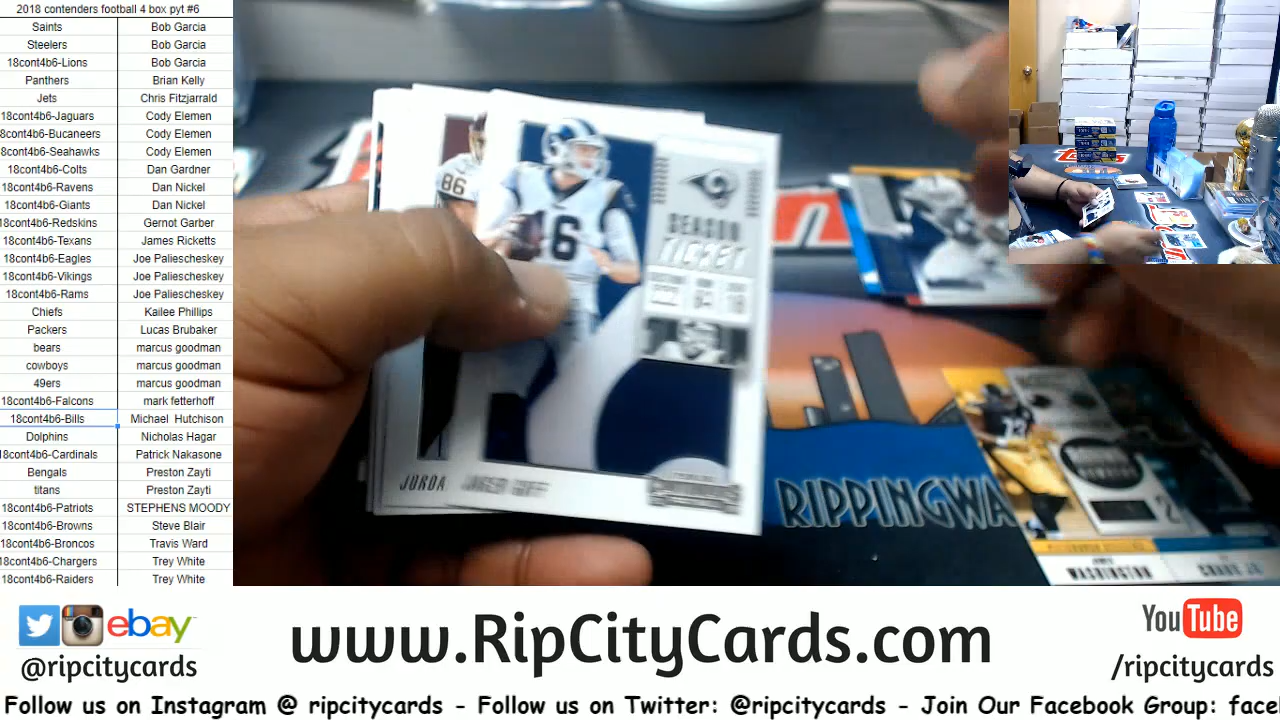 2018 contenders football 4 box pyt #6
Saints Bob Garcia
Steelers Bob Garcia
18cont4b6-Lions Bob Garcia
Panthers Brian Kelly
Jets Chris Fitzjarrald
18cont4b6-Jaguars Cody Elemen
8cont4b6-Bucaneers Cody Elemen
8cont4b6-Seahawks Cody Elemen
18cont4b6-Colts Dan Gardner
18cont4b6-Ravens Dan Nickel
18cont4b6-Giants Dan Nickel
18cont4b6-Redskins Gernot Garber
18cont4b6-Texans James Ricketts
18cont4b6-Eagles Joe Paliescheskey
18cont4b6-Vikings Joe Paliescheskey
18cont4b6-Rams Joe Paliescheskey
Chiefs Kailee Phillips
Packers Lucas Brubaker
bears marcus goodman
cowboys marcus goodman
49ers marcus goodman
18cont4b6-Falcons mark fetterhoff
18cont4b6-Bills Michael Hutchison
Dolphins Nicholas Hagar
18cont4b6-Cardinals Patrick Nakasone
Bengals Preston Zayti
titans Preston Zayti
18cont4b6-Patriots STEPHENS MOODY
18cont4b6-Browns Steve Blair
18cont4b6-Broncos Travis Ward
18cont4b6-Chargers Trey White
18cont4b6-Raiders Trey White
86
16
SEASON
TICKET
JORDA JARED GOFF
RIPPINGWA
WASHINGTON
ebay
@ripcitycards
www.RipCityCards.com
YouTube
/ripcitycards
Follow us on Instagram @ ripcitycards - Follow us on Twitter: @ripcitycards - Join Our Facebook Group: face